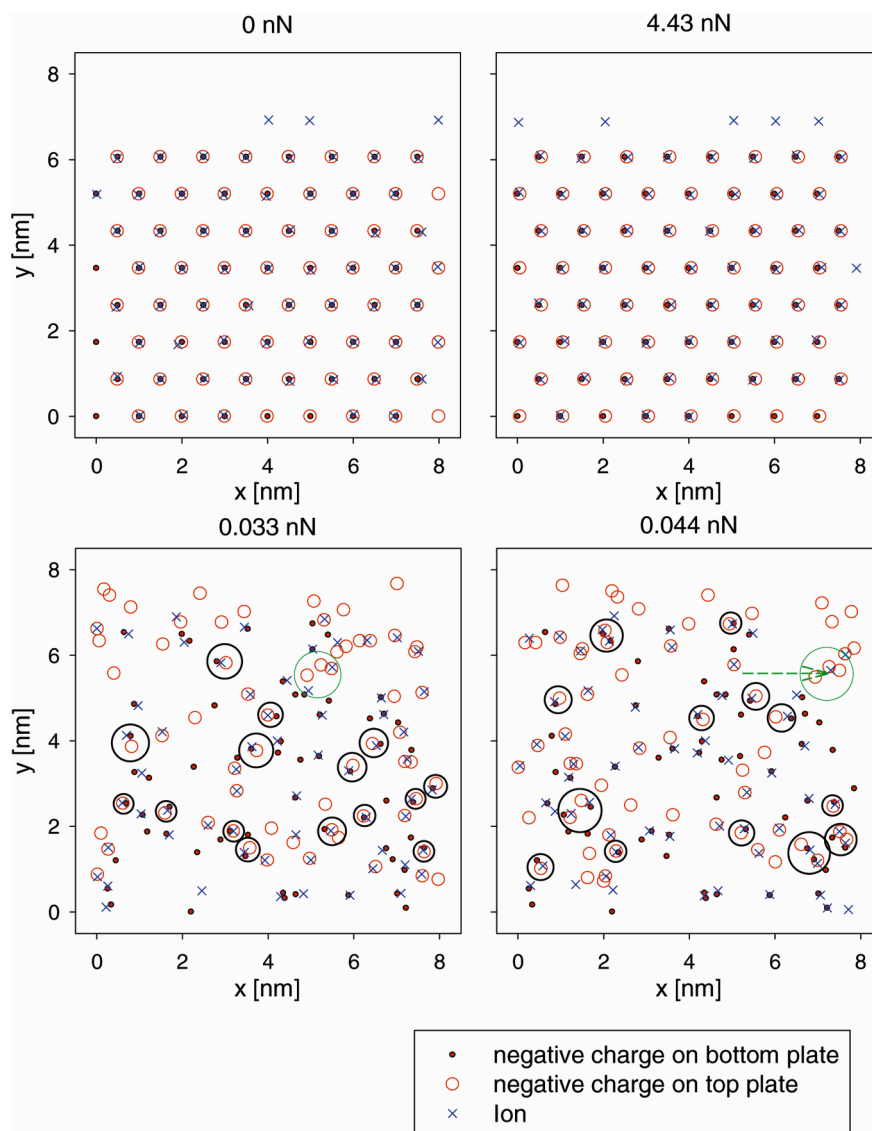 0 nN
4.43 nN
8
6
4
2
0
y [nm]
0 2 4 6 8
x [nm]
0 2 4 6 8
x [nm]
0.033 nN
0.044 nN
8
6
4
2
0
y [nm]
0 2 4 6 8
x [nm]
0 2 4 6 8
x [nm]
negative charge on bottom plate
negative charge on top plate
Ion